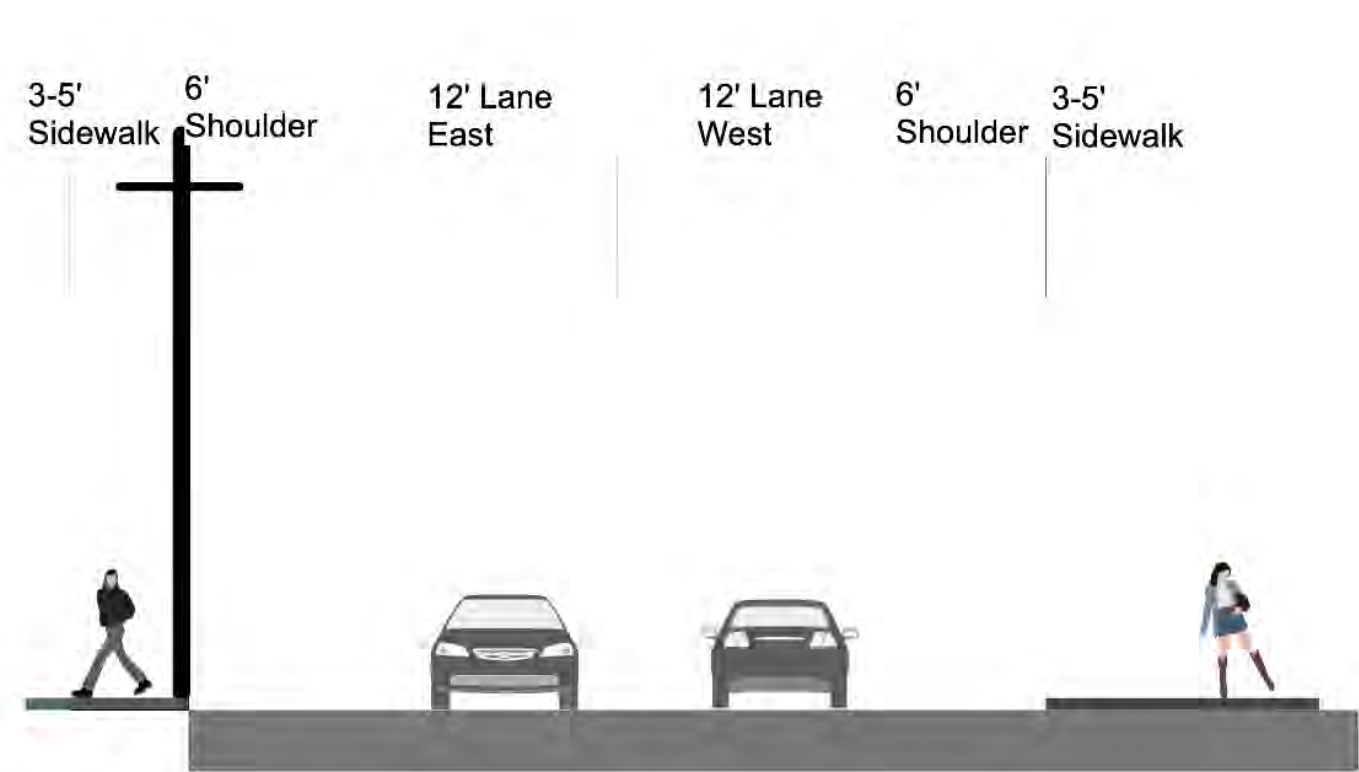 3-5'
Sidewalk
6'
Shoulder
12' Lane
East
12' Lane
West
6'
Shoulder
3-5'
Sidewalk